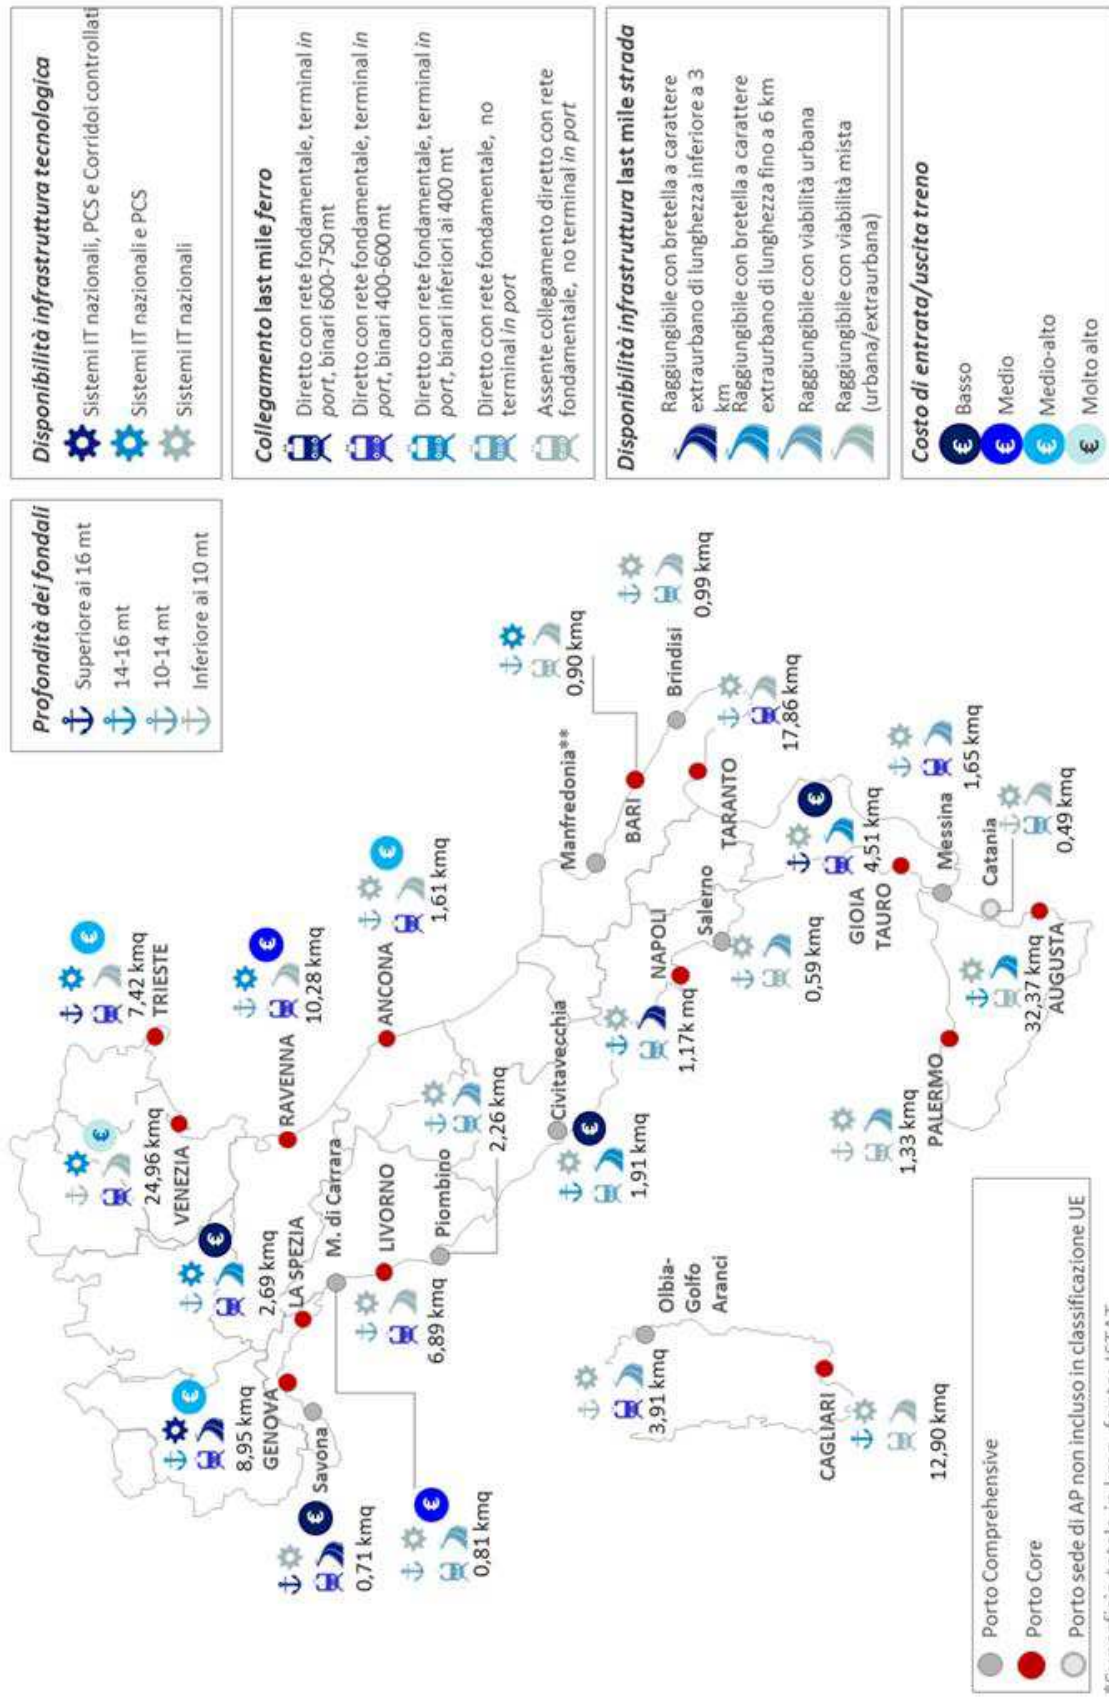 Profondità dei fondali
Superiore ai 16 mt
14-16 mt
10-14 mt
Inferiore ai 10 mt
Disponibilità infrastruttura tecnologica
Sistemi IT nazionali, PCS e Corridoi controllati
Sistemi IT nazionali e PCS
Sistemi IT nazionali
Collegamento last mile ferro
Diretto con rete fondamentale, terminal in
port, binari 600-750 mt
Diretto con rete fondamentale, terminal in
port, binari 400-600mt
Diretto con rete fondamentale, terminal in
port, binari inferiori ai 400 mt
Diretto con rete fondamentale, no
terminal in port
Assente collegamento diretto con rete
fondamentale, no terminal in port
Disponibilità infrastruttura last mile strada
Raggiungibile con bretella a carattere
extraurbano di lunghezza inferiore a 3
km
Raggiungibile con bretella a carattere
extraurbano di lunghezza fino a 6 km
Raggiungibile con viabilità urbana
Raggiungibile con viabilità mista
(urbana/extraurbana)
Costo di entrata/uscita treno
€ Basso
€ Medio
€ Medio-alto
€ Molto alto
€
7,42 kmq
TRIESTE
€
24,96 kmq
VENEZIA
€
10,28 kmq
RAVENNA
€
1,61 kmq
ANCONA
€
8,95 kmq
GENOVA
Savona
€
0,71 kmq
€
2,69 kmq
LA SPEZIA
M. di Carrara
€
0,81 kmq
LIVORNO
6,89 kmq
Piombino
2,26 kmq
Civitavecchia
€
1,91 kmq
NAPOLI
1,17k mq
Salerno
0,59 kmq
Manfredonia**
BARI
0,90 kmq
Brindisi
0,99 kmq
TARANTO
17,86 kmq
€
4,51 kmq
GIOIA
TAURO
Messina
1,65 kmq
Catania
0,49 kmq
32,37 kmq
AUGUSTA
PALERMO
1,33 kmq
Olbia-
Golfo
Aranci
3,91 kmq
CAGLIARI
12,90 kmq
Porto Comprehensive
Porto Core
Porto sede di AP non incluso in classificazione UE